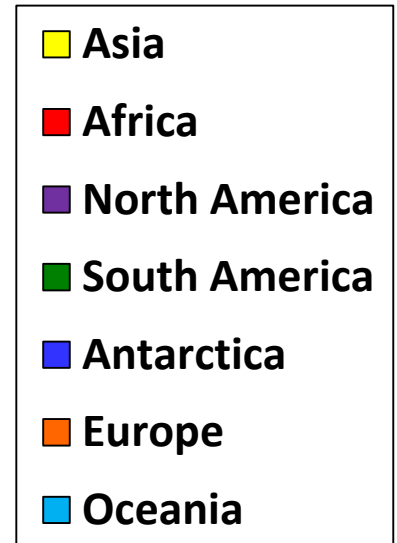 Asia
Africa
North America
South America
Antarctica
Europe
Oceania